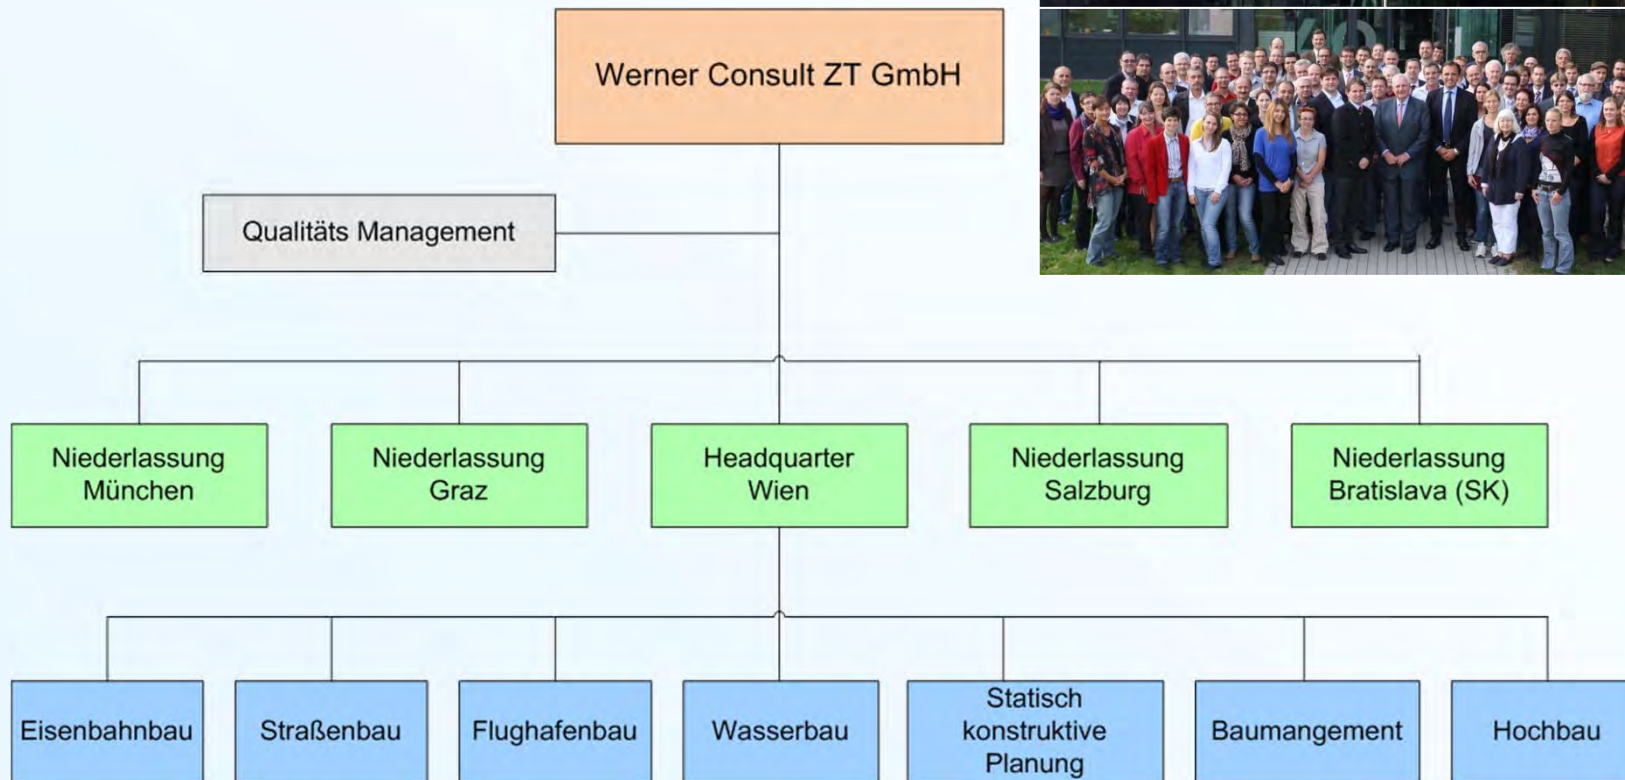 Werner Consult ZT GmbH
Qualitäts Management
Niederlassung
München
Niederlassung
Graz
Headquarter
Wien
Niederlassung
Salzburg
Niederlassung
Bratislava (SK)
Eisenbahnbau
Straßenbau
Flughafenbau
Wasserbau
Statisch
konstruktive
Planung
Baumangement
Hochbau